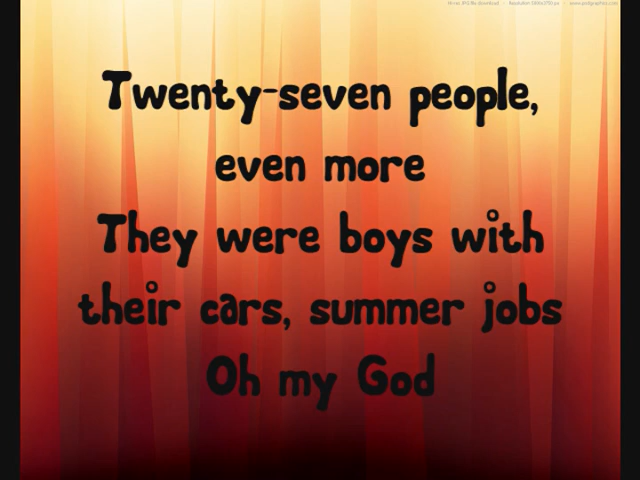 Twenty-seven people,
even more
They were boys with
their cars, summer jobs
Oh my God